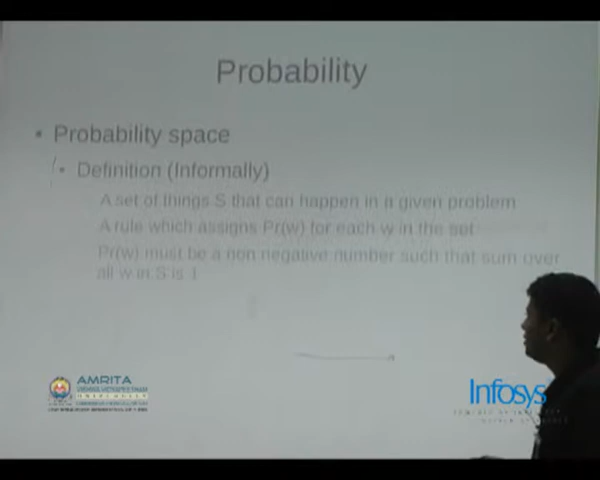 Probability
Probability space
Definition (Informally)
A set of things S that can happen in a given problem
A rule which assigns Pr(w) for each w in the set
Pr(w) must be a non negative number such that sum over
all w in S is 1
AMRITA
Infosys